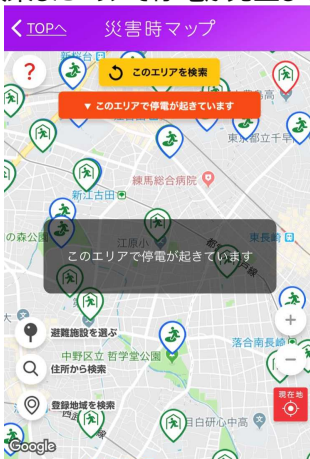 TOPへ 災害時マップ
?
このエリアを検索
▼ このエリアで停電が起きています
練馬総合病院
新江古田
の森公
江原小
東長崎
このエリアで停電が起きています
避難施設を選ぶ
住所から検索
中野区立 哲学堂公園
落合南長崎
登録地域を検索
現在地
目白研心中高
Google